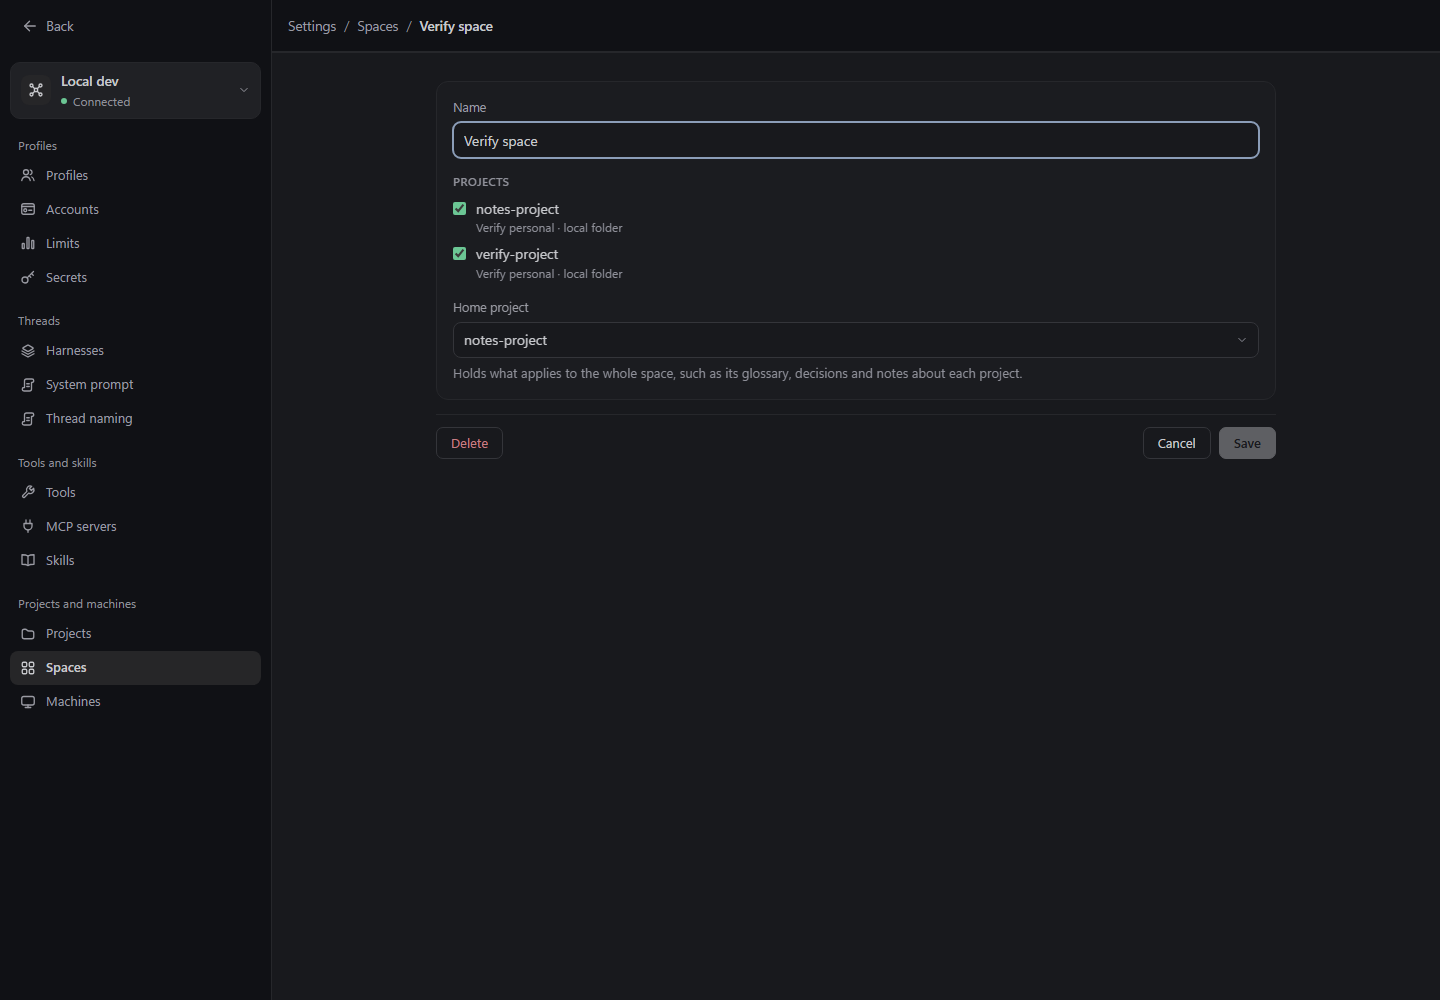 Back
Local dev
Connected
Profiles
Profiles
Accounts
Limits
Secrets
Threads
Harnesses
System prompt
Thread naming
Tools and skills
Tools
MCP servers
Skills
Projects and machines
Projects
Spaces
Machines
Settings / Spaces / Verify space
Name
Verify space
PROJECTS
notes-project
Verify personal · local folder
verify-project
Verify personal · local folder
Home project
notes-project
Holds what applies to the whole space, such as its glossary, decisions and notes about each project.
Delete
Cancel
Save